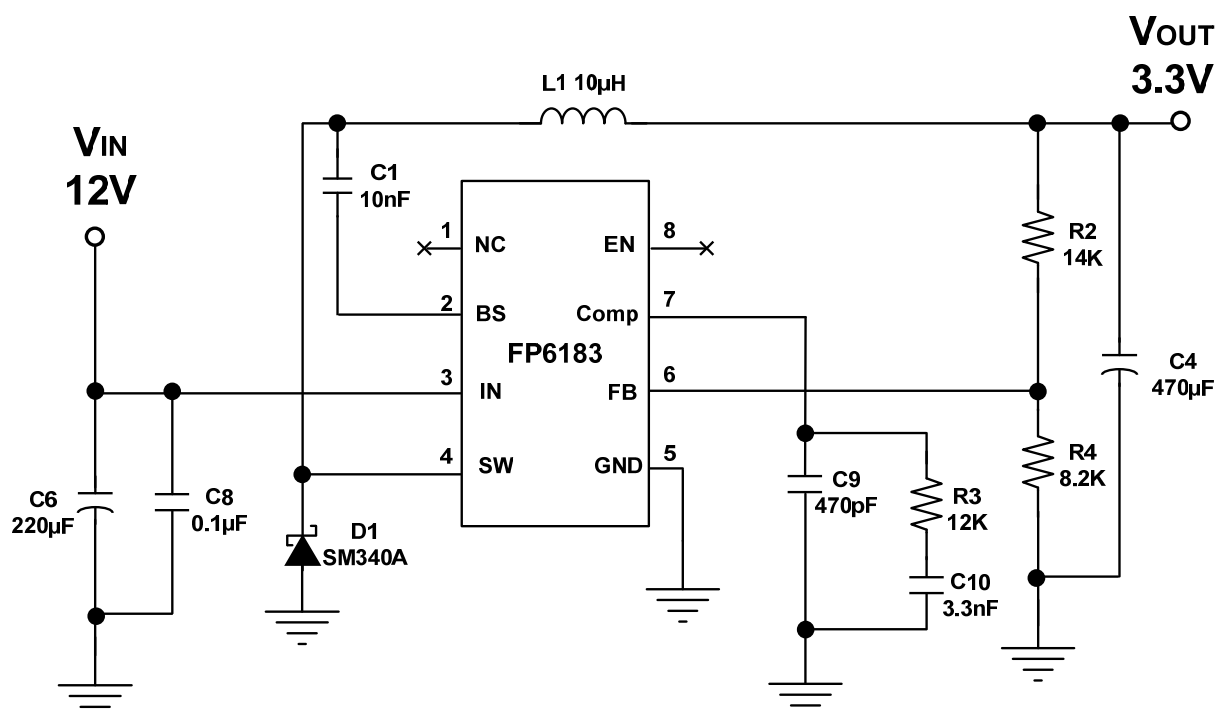 VOUT
3.3V
L1 10µH
VIN
12V
C1
10nF
1
NC
EN
8
R2
14K
2
BS
Comp
7
FP6183
C4
470µF
3
IN
FB
6
4
SW
GND
5
R4
8.2K
C6
220µF
C8
0.1µF
C9
470pF
R3
12K
D1
SM340A
C10
3.3nF